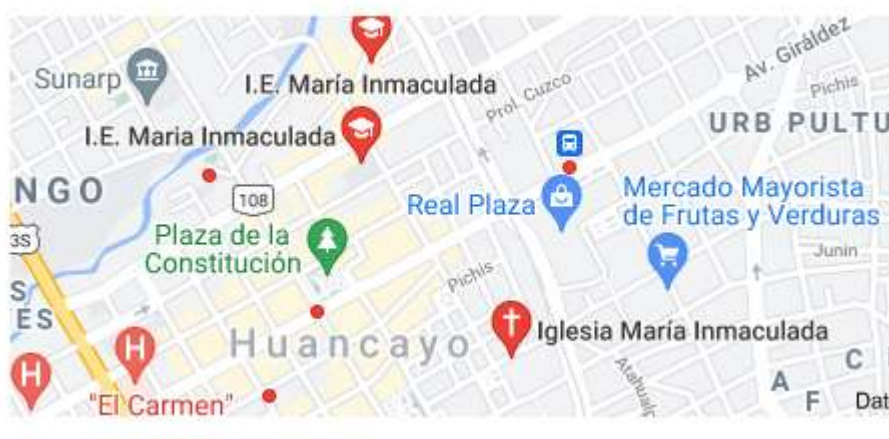 Av. Giráldez
Sunarp
I.E. María Inmaculada
Pichis
Prol. Cuzco
I.E. Maria Inmaculada
URB PULTU
NGO
108
Real Plaza
Mercado Mayorista
de Frutas y Verduras
3S
Plaza de la
Constitución
Junin
Pichis
S
ES
Huancayo
Iglesia María Inmaculada
H
H
"El Carmen"
A
C
F
Dat